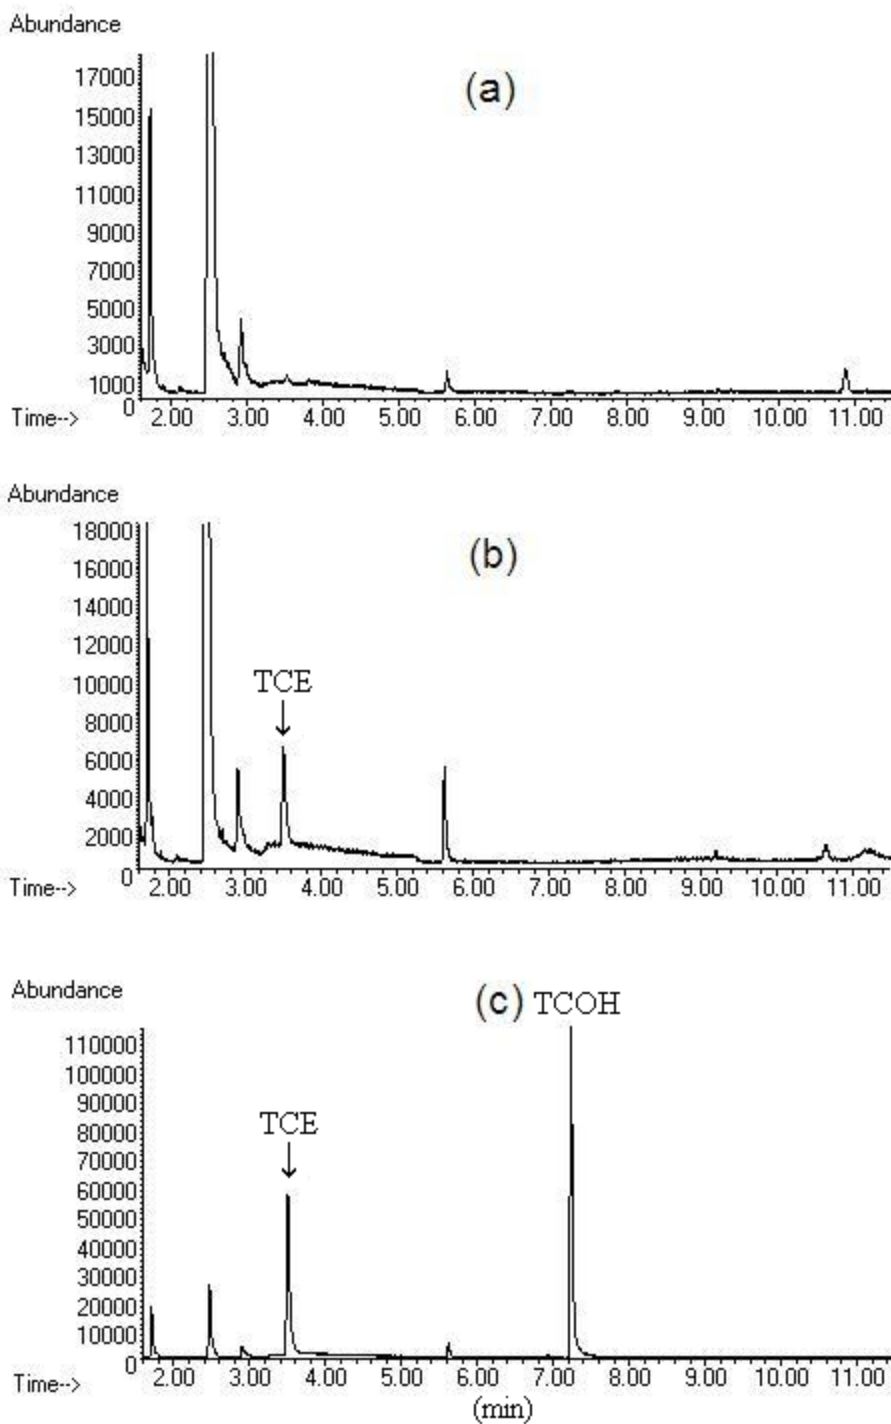 Abundance
(a)
17000
15000
13000
11000
9000
7000
5000
3000
1000
0
Time-->
2.00 3.00 4.00 5.00 6.00 7.00 8.00 9.00 10.00 11.00
Abundance
(b)
18000
16000
14000
12000
TCE
10000
8000
6000
4000
2000
0
Time-->
2.00 3.00 4.00 5.00 6.00 7.00 8.00 9.00 10.00 11.00
Abundance
(c) TCOH
110000
100000
90000
TCE
80000
70000
60000
50000
40000
30000
20000
10000
0
Time-->
2.00 3.00 4.00 5.00 6.00 7.00 8.00 9.00 10.00 11.00
(min)